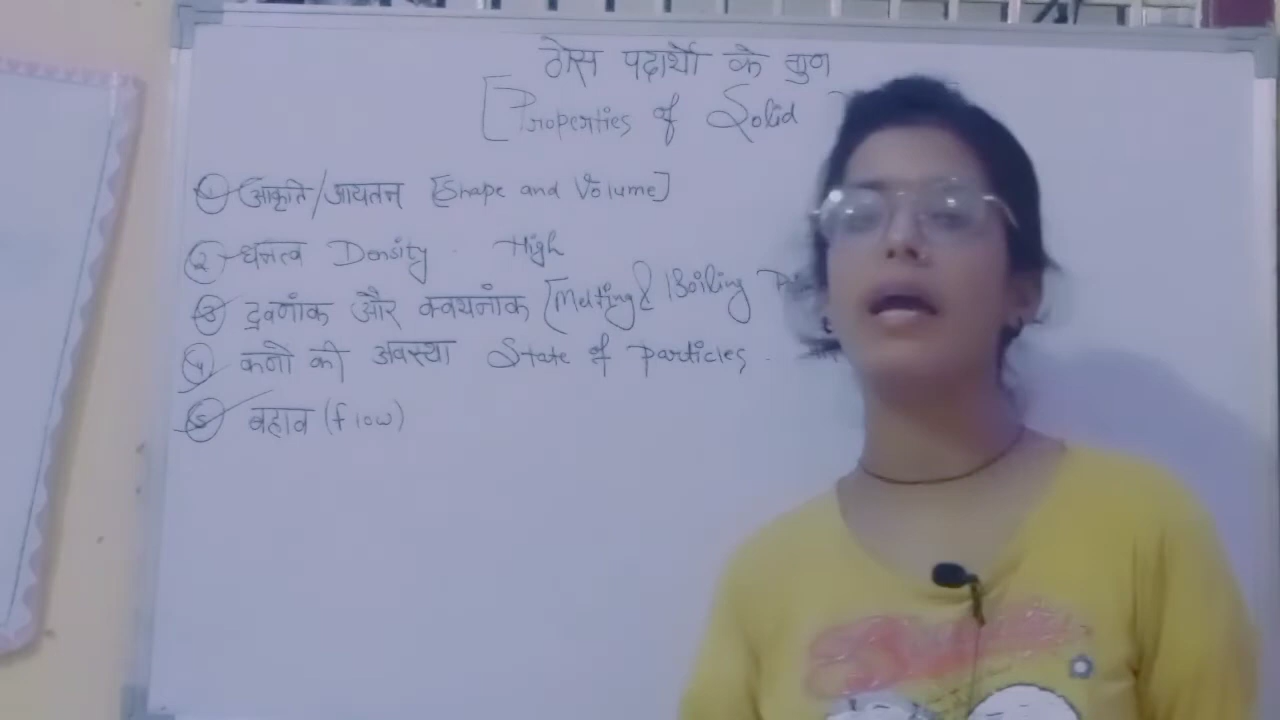 ठोस पदार्थो के गुण
[Properties of Solid
① आकृति/आयतन [Shape and Volume]
② घनत्व Density. High
③ द्रवणांक और क्वथनांक [Melting & Boiling
④ कणो की अवस्था State of Particles.
⑤ बहाव (flow)